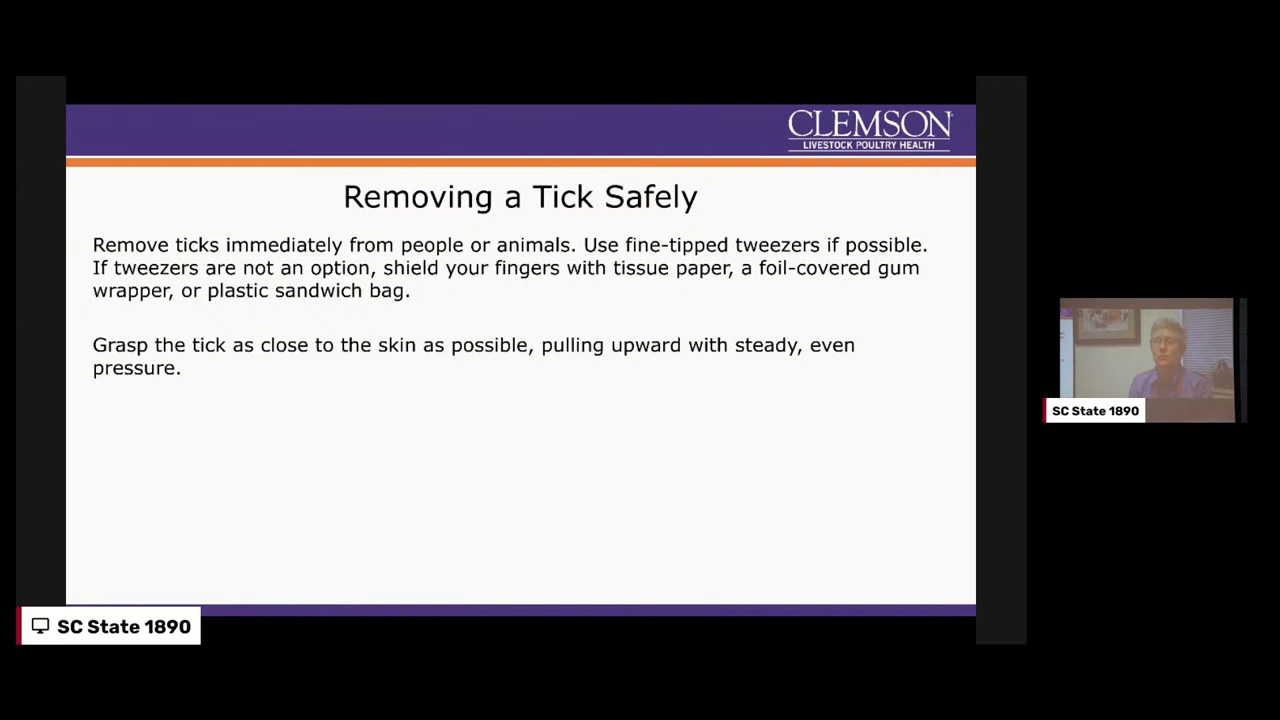 CLEMSON
LIVESTOCK POULTRY HEALTH
Removing a Tick Safely
Remove ticks immediately from people or animals. Use fine-tipped tweezers if possible.
If tweezers are not an option, shield your fingers with tissue paper, a foil-covered gum
wrapper, or plastic sandwich bag.
Grasp the tick as close to the skin as possible, pulling upward with steady, even
pressure.
SC State 1890
SC State 1890